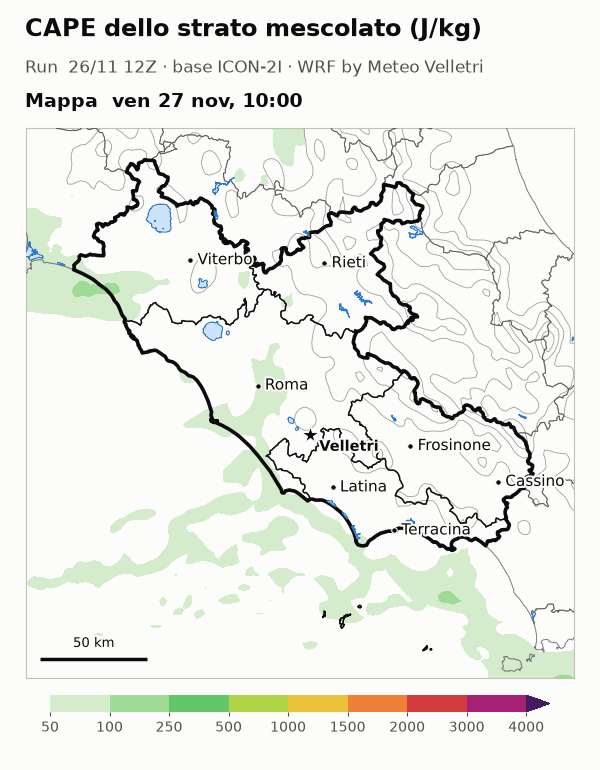 CAPE dello strato mescolato (J/kg)
Run  26/11 12Z · base ICON-2I · WRF by Meteo Velletri
Mappa  ven 27 nov, 10:00
Viterbo
Rieti
Roma
Velletri
Frosinone
Cassino
Latina
Terracina
50 km
50 100 250 500 1000 1500 2000 3000 4000